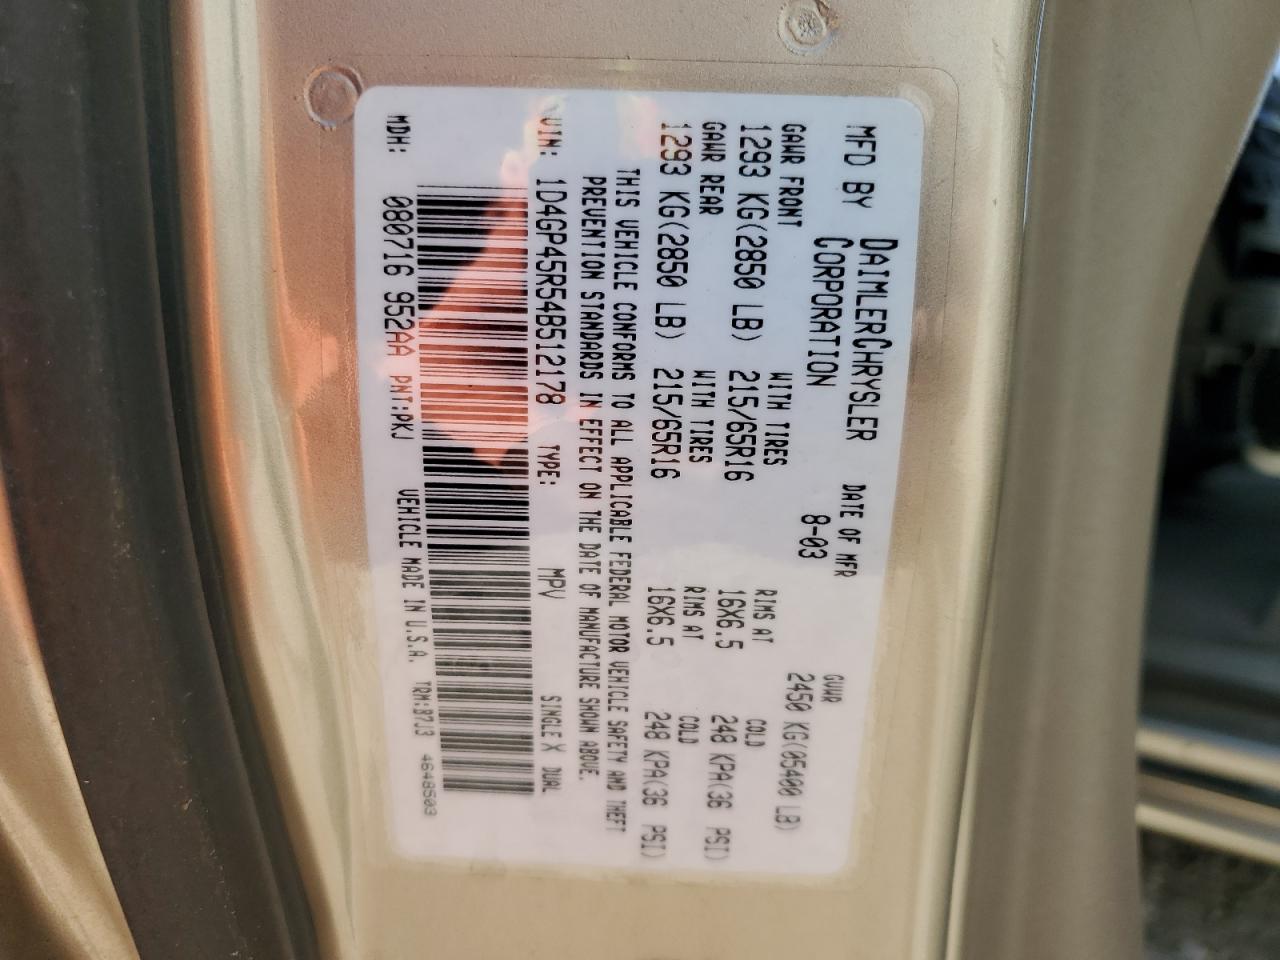 MFD BY DAIMLERCHRYSLER CORPORATION DATE OF MFR 8-03 GVWR 2450 KG(05400 LB)
GAWR FRONT WITH TIRES RIMS AT COLD
1293 KG(2850 LB) 215/65R16 16X6.5 248 KPA(36 PSI)
GAWR REAR WITH TIRES RIMS AT COLD
1293 KG(2850 LB) 215/65R16 16X6.5 248 KPA(36 PSI)
THIS VEHICLE CONFORMS TO ALL APPLICABLE FEDERAL MOTOR VEHICLE SAFETY AND THEFT
PREVENTION STANDARDS IN EFFECT ON THE DATE OF MANUFACTURE SHOWN ABOVE.
VIN: 1D4GP45R54B512178 TYPE: MPV SINGLE X DUAL
MDH: 080716 952AA PNT:PKJ VEHICLE MADE IN U.S.A. TRM:B7J3 4648503